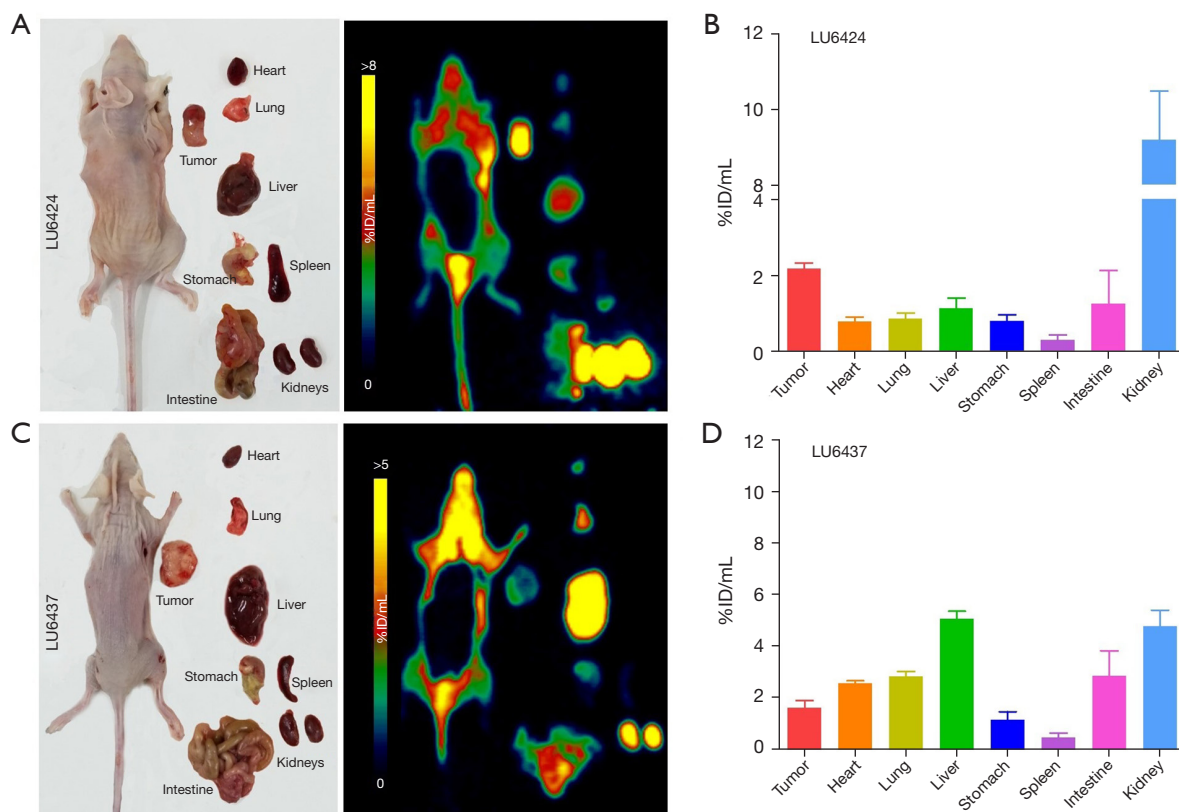 A
LU6424
Heart
Lung
Tumor
Liver
Stomach
Spleen
Intestine
Kidneys
>8
%ID/mL
0
B
LU6424
%ID/mL
12
10
8
4
2
0
Tumor
Heart
Lung
Liver
Stomach
Spleen
Intestine
Kidney
C
LU6437
Heart
Lung
Tumor
Liver
Stomach
Spleen
Intestine
Kidneys
>5
%ID/mL
0
D
LU6437
%ID/mL
12
10
8
6
4
2
0
Tumor
Heart
Lung
Liver
Stomach
Spleen
Intestine
Kidney